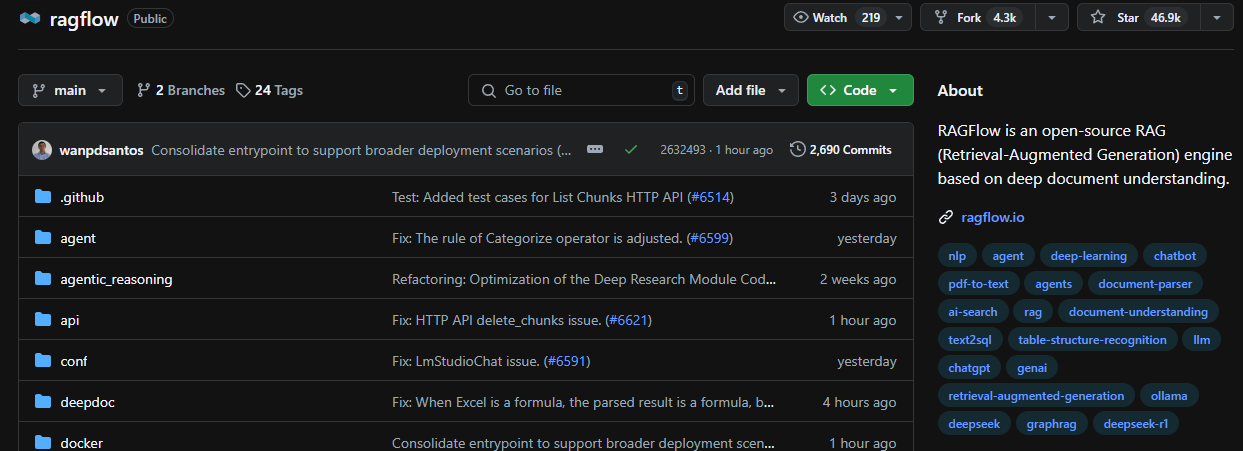 ragflow Public Watch 219 Fork 4.3k Star 46.9k
main 2 Branches 24 Tags Go to file t Add file Code
wanpdsantos Consolidate entrypoint to support broader deployment scenarios (... 2632493 · 1 hour ago 2,690 Commits
.github Test: Added test cases for List Chunks HTTP API (#6514) 3 days ago
agent Fix: The rule of Categorize operator is adjusted. (#6599) yesterday
agentic_reasoning Refactoring: Optimization of the Deep Research Module Cod... 2 weeks ago
api Fix: HTTP API delete_chunks issue. (#6621) 1 hour ago
conf Fix: LmStudioChat issue. (#6591) yesterday
deepdoc Fix: When Excel is a formula, the parsed result is a formula, b... 4 hours ago
docker Consolidate entrypoint to support broader deployment scen... 1 hour ago
About
RAGFlow is an open-source RAG
(Retrieval-Augmented Generation) engine
based on deep document understanding.
ragflow.io
nlp agent deep-learning chatbot
pdf-to-text agents document-parser
ai-search rag document-understanding
text2sql table-structure-recognition llm
chatgpt genai
retrieval-augmented-generation ollama
deepseek graphrag deepseek-r1